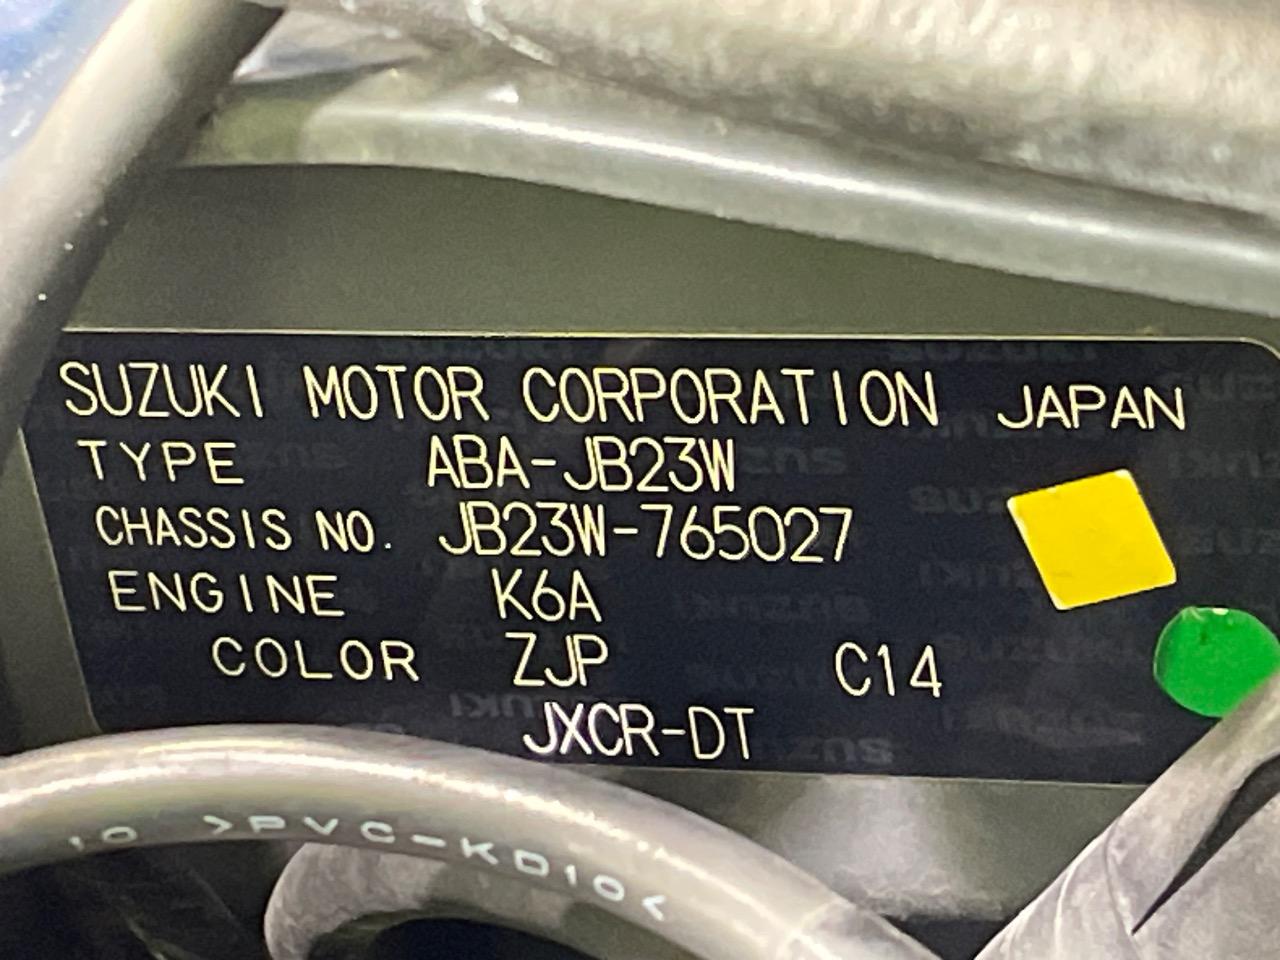 SUZUKI MOTOR CORPORATION JAPAN
TYPE ABA-JB23W
CHASSIS NO. JB23W-765027
ENGINE K6A
COLOR ZJP C14
JXCR-DT
10 >PVC-KD10<